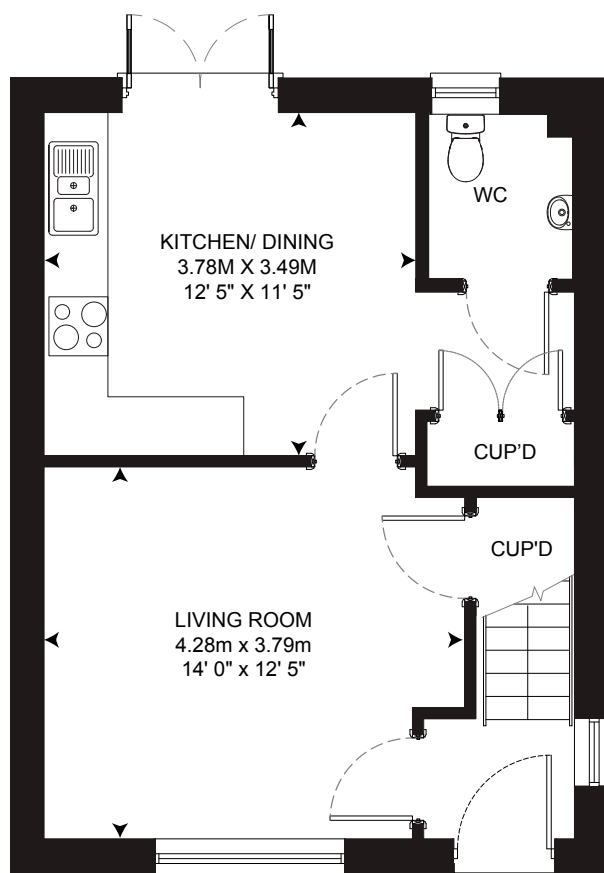 WC
KITCHEN/ DINING
3.78M X 3.49M
12' 5" X 11' 5"
CUP'D
CUP'D
LIVING ROOM
4.28m x 3.79m
14' 0" x 12' 5"